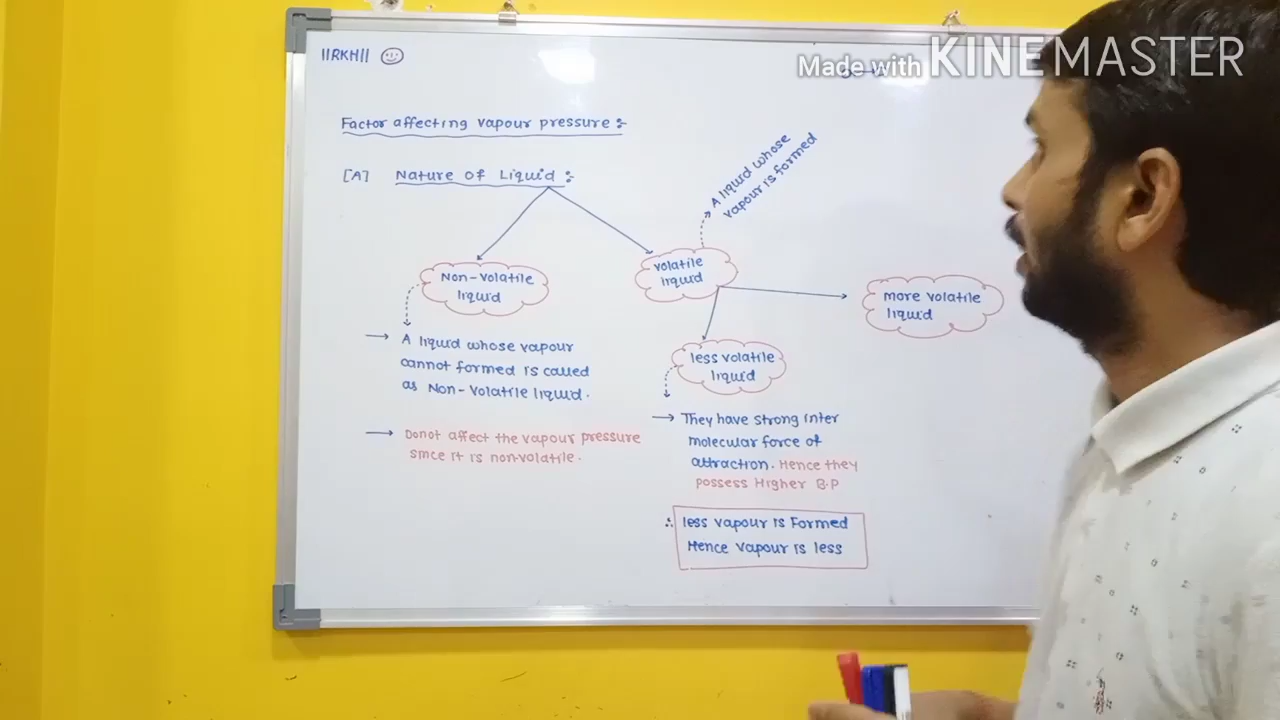 ||RKH|| ☺
Made with KINEMASTER
Factor affecting vapour pressure :-
[A] Nature of Liquid :-
A liquid whose
vapour is formed
Non-volatile
liquid
volatile
liquid
more volatile
liquid
→ A liquid whose vapour
cannot formed is called
as Non-volatile liquid.
→ Donot affect the vapour pressure
since it is non-volatile.
less volatile
liquid
→ They have strong inter
molecular force of
attraction. Hence they
possess Higher B.P
∴ less vapour is Formed
Hence vapour is less